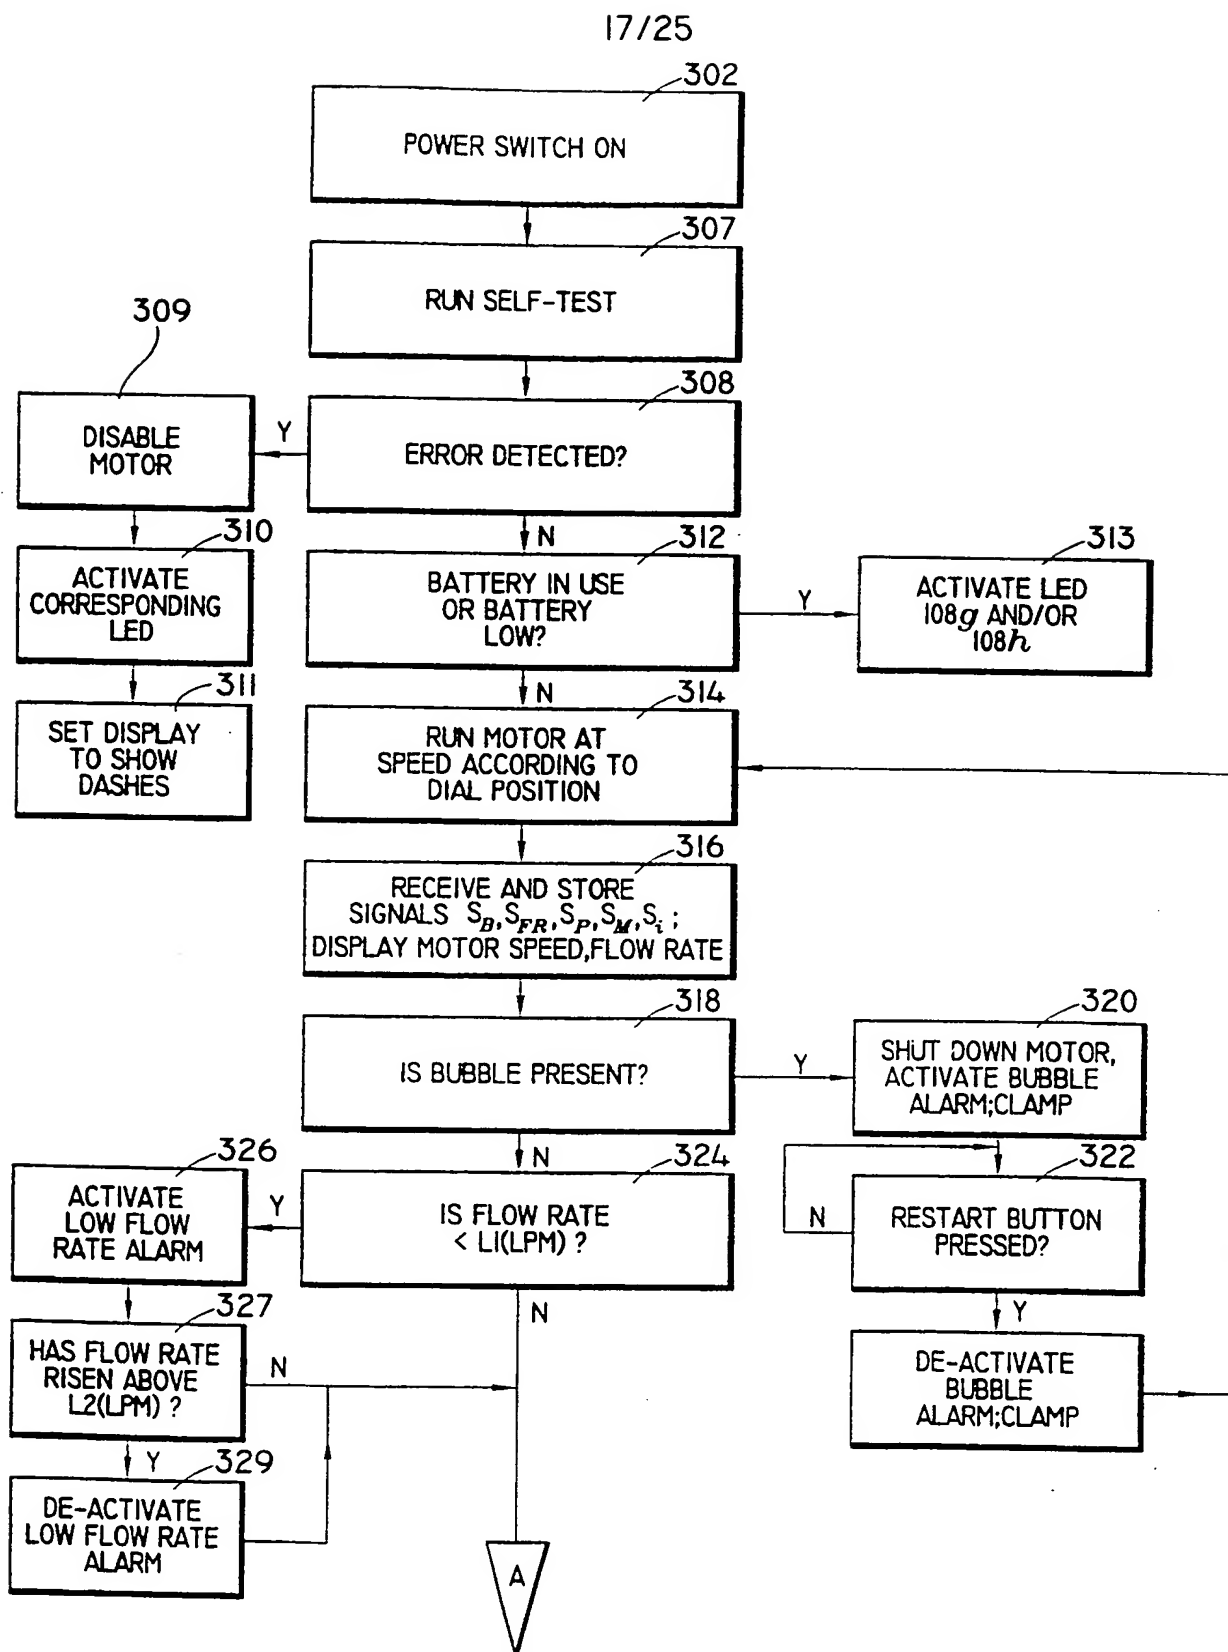 17/25
302
POWER SWITCH ON
307
RUN SELF-TEST
309
308
DISABLE
MOTOR
Y
ERROR DETECTED?
310
N
312
313
ACTIVATE
CORRESPONDING
LED
BATTERY IN USE
OR BATTERY
LOW?
Y
ACTIVATE LED
108g AND/OR
108h
311
N
314
SET DISPLAY
TO SHOW
DASHES
RUN MOTOR AT
SPEED ACCORDING TO
DIAL POSITION
316
RECEIVE AND STORE
SIGNALS S_B, S_FR, S_P, S_M, S_i ;
DISPLAY MOTOR SPEED,FLOW RATE
318
320
IS BUBBLE PRESENT?
Y
SHUT DOWN MOTOR,
ACTIVATE BUBBLE
ALARM;CLAMP
326
N
324
322
ACTIVATE
LOW FLOW
RATE ALARM
Y
IS FLOW RATE
< L1(LPM) ?
N
RESTART BUTTON
PRESSED?
327
N
Y
HAS FLOW RATE
RISEN ABOVE
L2(LPM) ?
N
DE-ACTIVATE
BUBBLE
ALARM;CLAMP
Y
329
DE-ACTIVATE
LOW FLOW RATE
ALARM
A